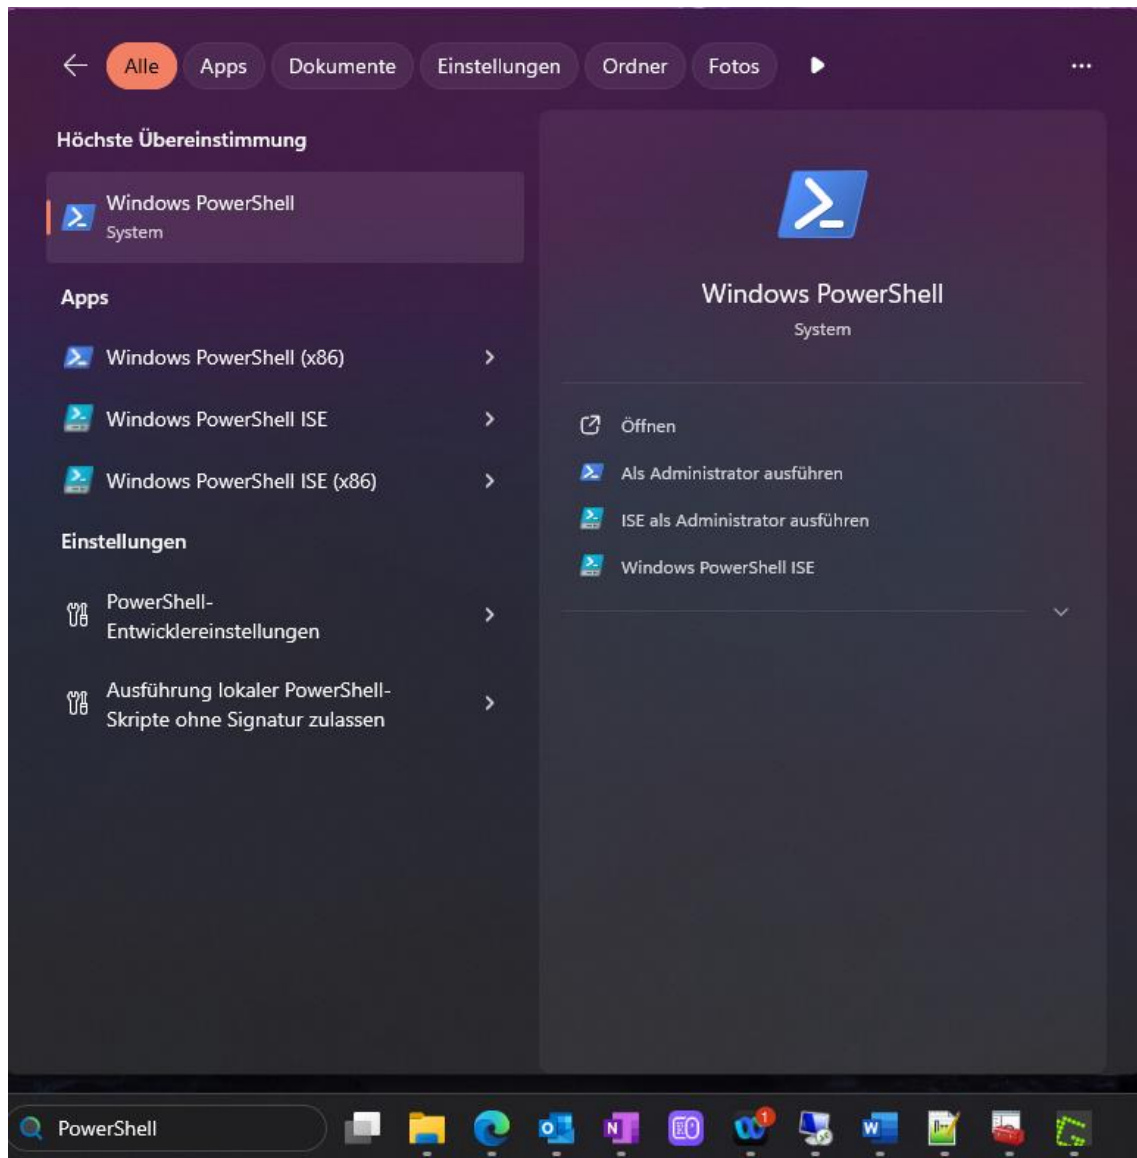 Alle Apps Dokumente Einstellungen Ordner Fotos
Höchste Übereinstimmung
Windows PowerShell
System
Apps
Windows PowerShell (x86)
Windows PowerShell ISE
Windows PowerShell ISE (x86)
Einstellungen
PowerShell-
Entwicklereinstellungen
Ausführung lokaler PowerShell-
Skripte ohne Signatur zulassen
Windows PowerShell
System
Öffnen
Als Administrator ausführen
ISE als Administrator ausführen
Windows PowerShell ISE
PowerShell
1